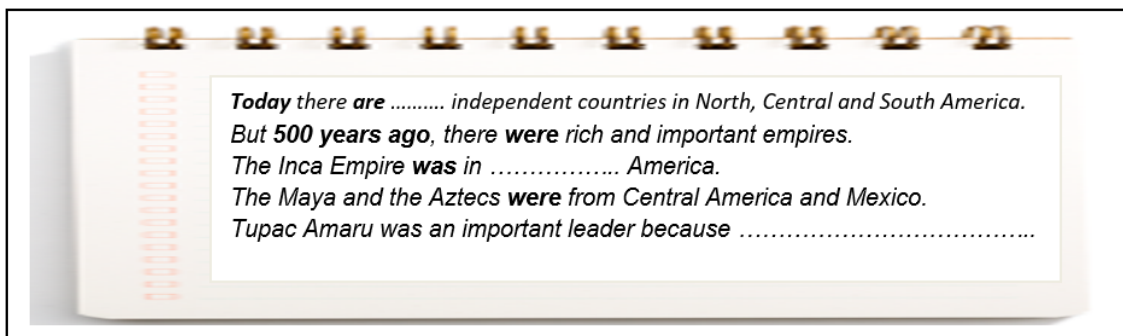 Today there are .......... independent countries in North, Central and South America.
But 500 years ago, there were rich and important empires.
The Inca Empire was in …………….. America.
The Maya and the Aztecs were from Central America and Mexico.
Tupac Amaru was an important leader because ………………………………..